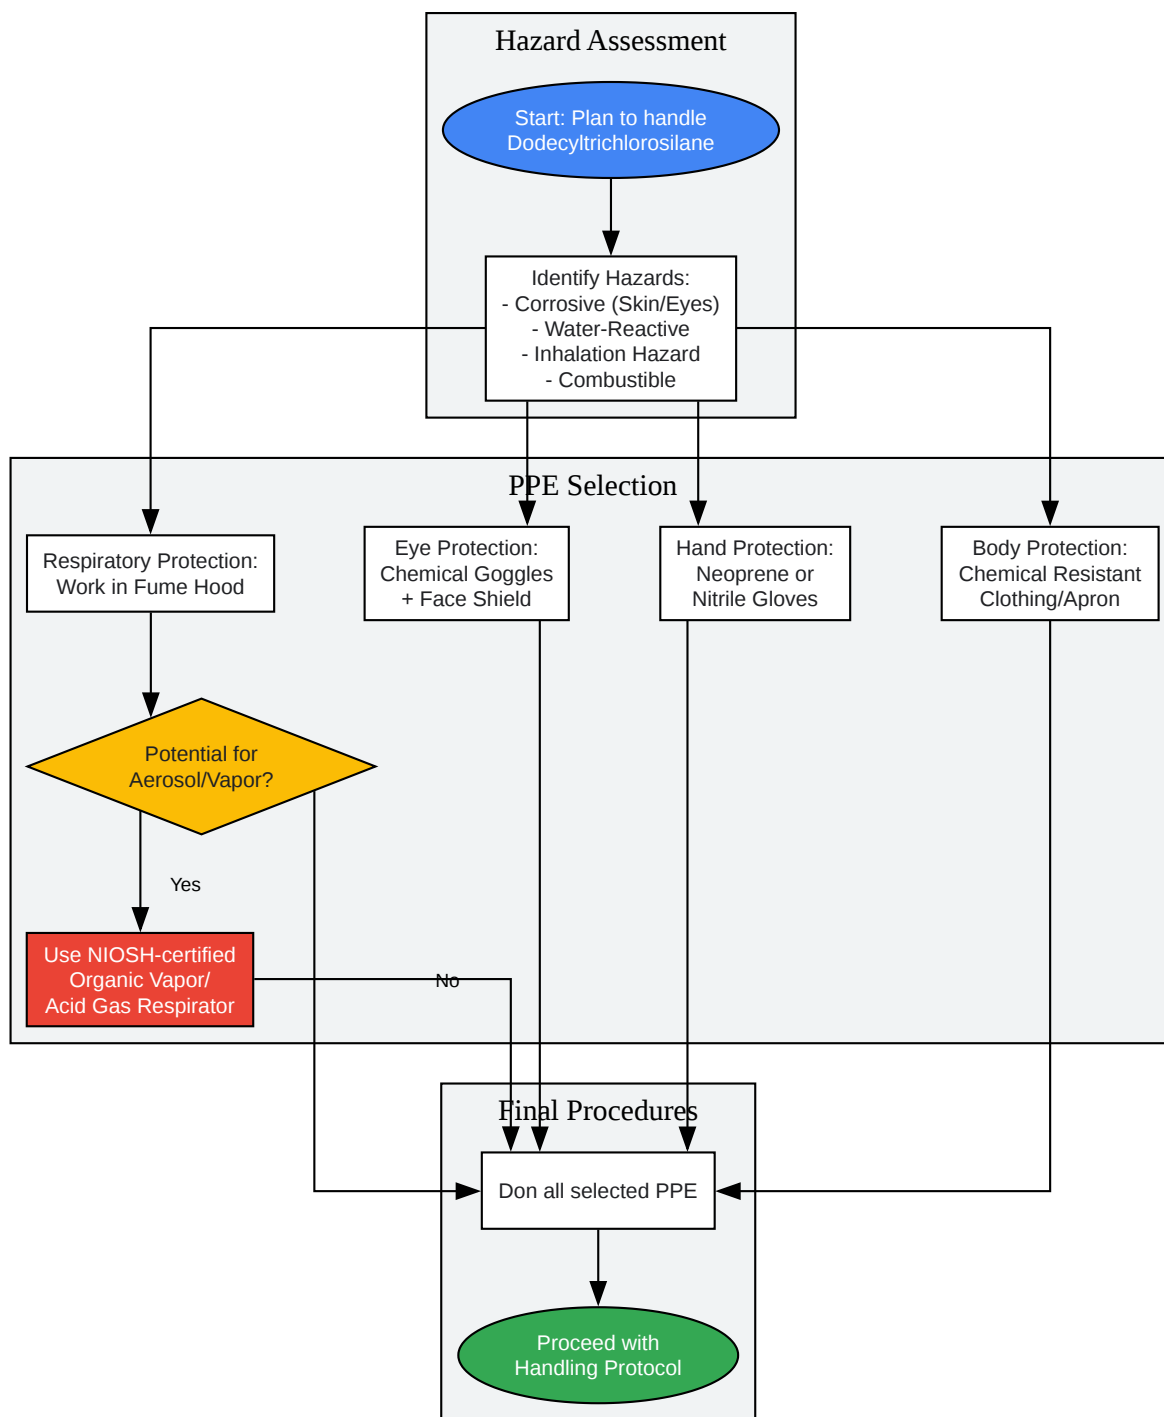 Hazard Assessment
Start: Plan to handle
Dodecyltrichlorosilane
Identify Hazards:
- Corrosive (Skin/Eyes)
- Water-Reactive
- Inhalation Hazard
- Combustible
PPE Selection
Respiratory Protection:
Work in Fume Hood
Eye Protection:
Chemical Goggles
+ Face Shield
Hand Protection:
Neoprene or
Nitrile Gloves
Body Protection:
Chemical Resistant
Clothing/Apron
Potential for
Aerosol/Vapor?
Yes
Use NIOSH-certified
Organic Vapor/
Acid Gas Respirator
No
Final Procedures
Don all selected PPE
Proceed with
Handling Protocol